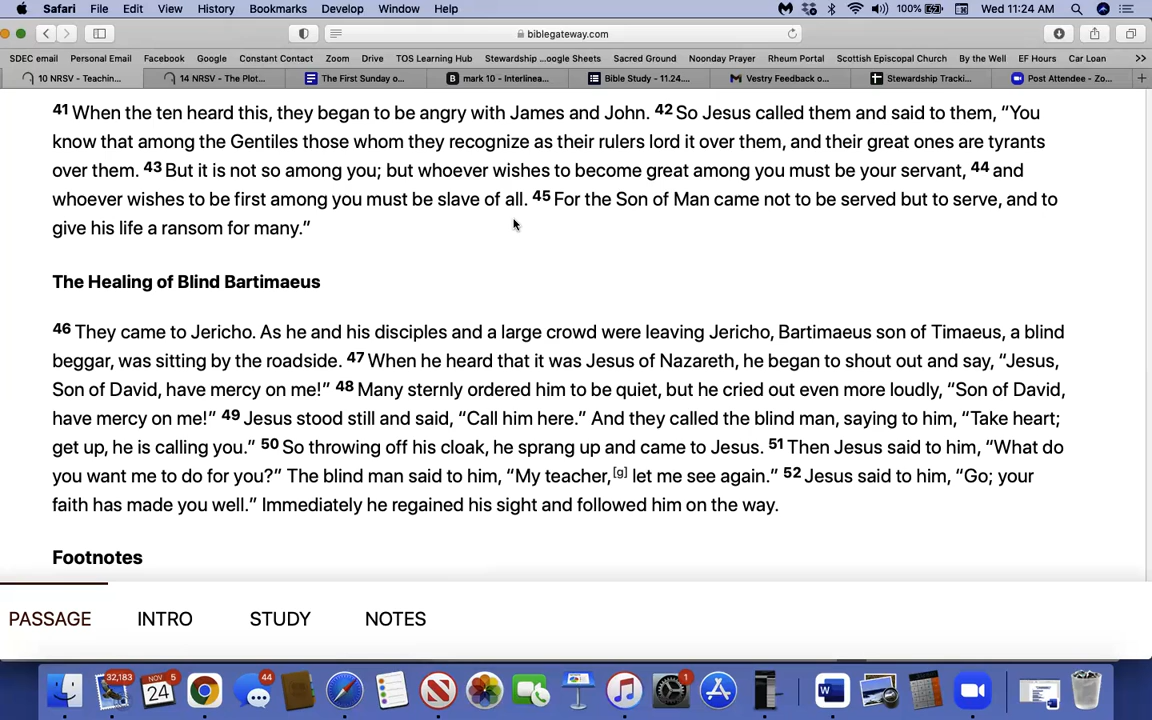 Safari File Edit View History Bookmarks Develop Window Help 100% Wed 11:24 AM
biblegateway.com
SDEC email Personal Email Facebook Google Constant Contact Zoom Drive TOS Learning Hub Stewardship ...oogle Sheets Sacred Ground Noonday Prayer Rheum Portal Scottish Episcopal Church By the Well EF Hours Car Loan >>
10 NRSV - Teachin... 14 NRSV - The Plot... The First Sunday o... B mark 10 - Interlinea... Bible Study - 11.24.... Vestry Feedback o... Stewardship Tracki... Post Attendee - Zo...
41 When the ten heard this, they began to be angry with James and John. 42 So Jesus called them and said to them, “You
know that among the Gentiles those whom they recognize as their rulers lord it over them, and their great ones are tyrants
over them. 43 But it is not so among you; but whoever wishes to become great among you must be your servant, 44 and
whoever wishes to be first among you must be slave of all. 45 For the Son of Man came not to be served but to serve, and to
give his life a ransom for many.”
The Healing of Blind Bartimaeus
46 They came to Jericho. As he and his disciples and a large crowd were leaving Jericho, Bartimaeus son of Timaeus, a blind
beggar, was sitting by the roadside. 47 When he heard that it was Jesus of Nazareth, he began to shout out and say, “Jesus,
Son of David, have mercy on me!” 48 Many sternly ordered him to be quiet, but he cried out even more loudly, “Son of David,
have mercy on me!” 49 Jesus stood still and said, “Call him here.” And they called the blind man, saying to him, “Take heart;
get up, he is calling you.” 50 So throwing off his cloak, he sprang up and came to Jesus. 51 Then Jesus said to him, “What do
you want me to do for you?” The blind man said to him, “My teacher,[g] let me see again.” 52 Jesus said to him, “Go; your
faith has made you well.” Immediately he regained his sight and followed him on the way.
Footnotes
PASSAGE INTRO STUDY NOTES
32,183 NOV 5 24 44 1 W